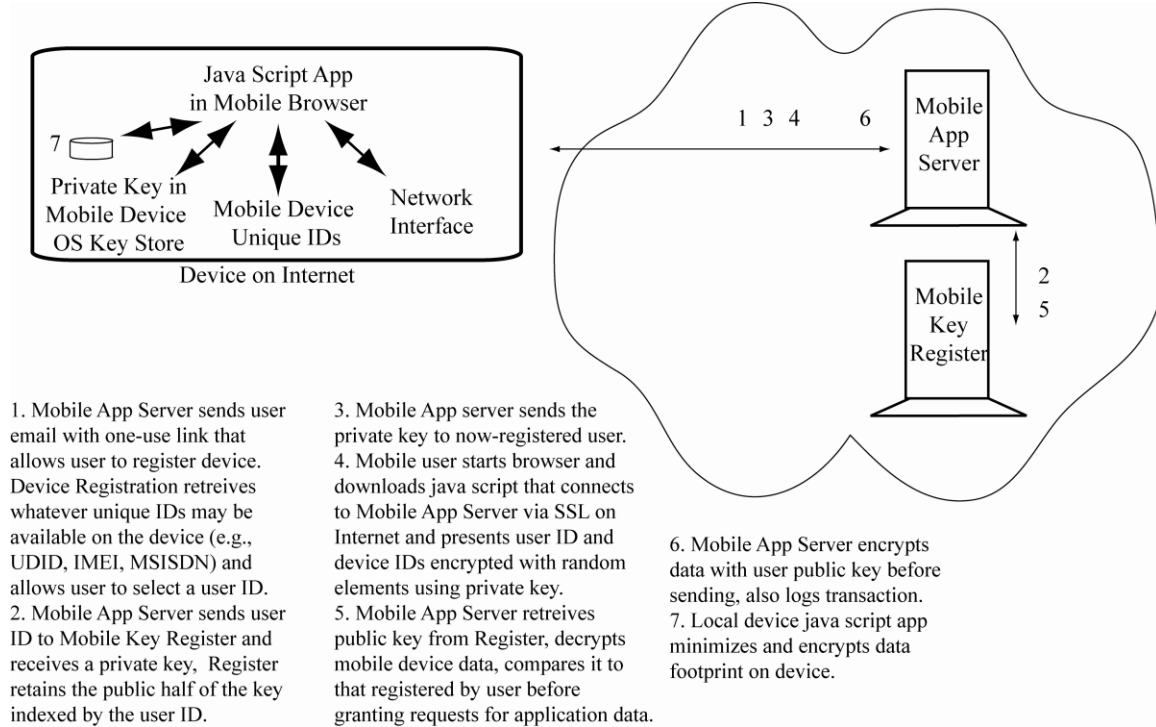 Java Script App
in Mobile Browser
7
Private Key in
Mobile Device
OS Key Store
Mobile Device
Unique IDs
Network
Interface
Device on Internet
1 3 4 6
Mobile
App
Server
2
5
Mobile
Key
Register
1. Mobile App Server sends user
email with one-use link that
allows user to register device.
Device Registration retreives
whatever unique IDs may be
available on the device (e.g.,
UDID, IMEI, MSISDN) and
allows user to select a user ID.
2. Mobile App Server sends user
ID to Mobile Key Register and
receives a private key, Register
retains the public half of the key
indexed by the user ID.
3. Mobile App server sends the
private key to now-registered user.
4. Mobile user starts browser and
downloads java script that connects
to Mobile App Server via SSL on
Internet and presents user ID and
device IDs encrypted with random
elements using private key.
5. Mobile App Server retreives
public key from Register, decrypts
mobile device data, compares it to
that registered by user before
granting requests for application data.
6. Mobile App Server encrypts
data with user public key before
sending, also logs transaction.
7. Local device java script app
minimizes and encrypts data
footprint on device.